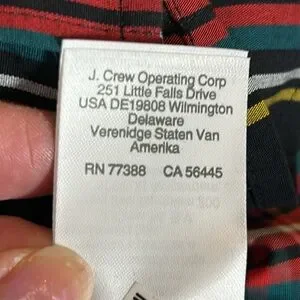 J. Crew Operating Corp
251 Little Falls Drive
USA DE19808 Wilmington
Delaware
Verenidge Staten Van
Amerika
RN 77388 CA 56445